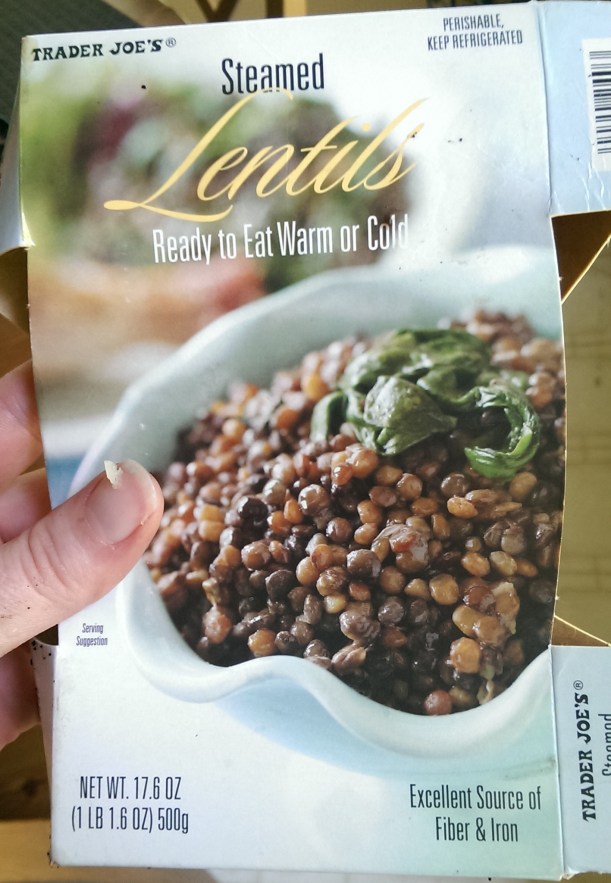 TRADER JOE'S®
PERISHABLE,
KEEP REFRIGERATED
Steamed
Lentils
Ready to Eat Warm or Cold
Serving
Suggestion
NET WT. 17.6 OZ
(1 LB 1.6 OZ) 500g
Excellent Source of
Fiber & Iron
TRADER JOE'S®
Steamed